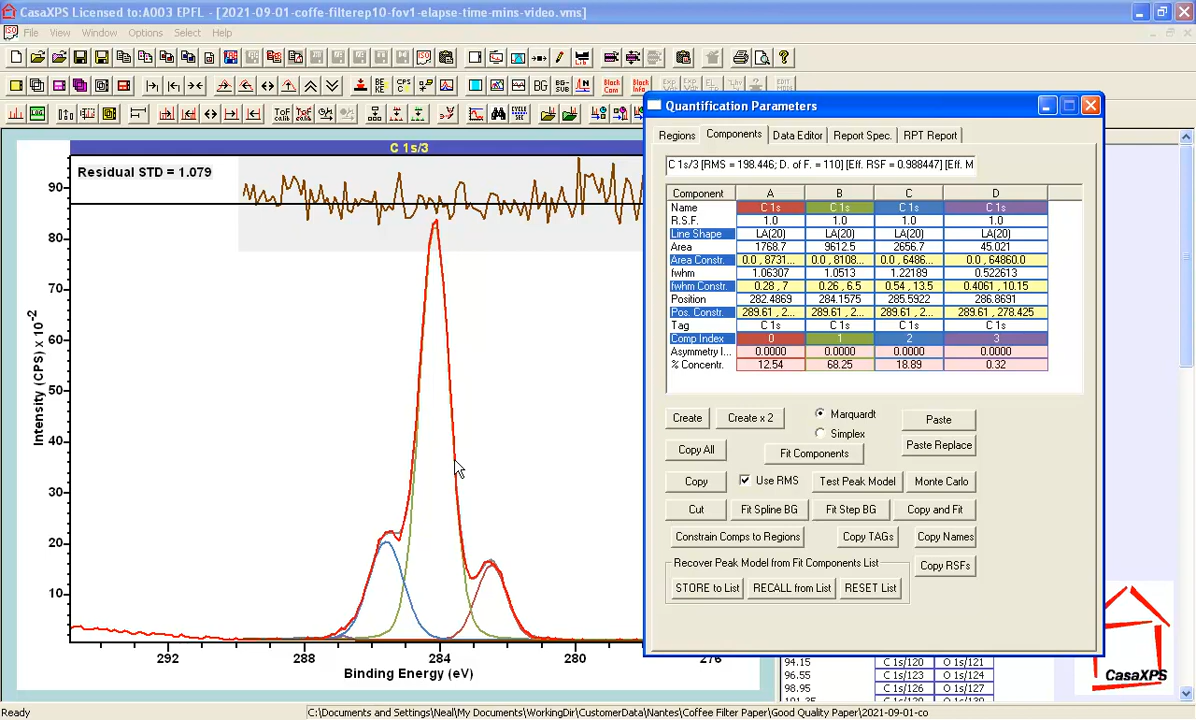 CasaXPS Licensed to:A003 EPFL - [2021-09-01-coffe-filterep10-fov1-elapse-time-mins-video.vms]
File View Window Options Select Help
C 1s/3
Residual STD = 1.079
90
80
70
60
50
40
30
20
10
Intensity (CPS) x 10-2
292 288 284 280 276
Binding Energy (eV)
Quantification Parameters
Regions Components Data Editor Report Spec. RPT Report
C 1s/3 [RMS = 198.446; D. of F. = 110] [Eff. RSF = 0.988447] [Eff. M
Component A B C D
Name C 1s C 1s C 1s C 1s
R.S.F. 1.0 1.0 1.0 1.0
Line Shape LA(20) LA(20) LA(20) LA(20)
Area 1768.7 9612.5 2656.7 45.021
Area Constr. 0.0 , 8731... 0.0 , 8108... 0.0 , 6486... 0.0 , 64860.0
fwhm 1.06307 1.0513 1.22189 0.522613
fwhm Constr. 0.28 , 7 0.26 , 6.5 0.54 , 13.5 0.4061 , 10.15
Position 282.4869 284.1575 285.5922 286.8691
Pos. Constr. 289.61 , 2... 289.61 , 2... 289.61 , 2... 289.61 , 278.425
Tag C 1s C 1s C 1s C 1s
Comp Index 0 1 2 3
Asymmetry I... 0.0000 0.0000 0.0000 0.0000
% Concentr. 12.54 68.25 18.89 0.32
Create Create x 2 Marquardt Paste
Simplex
Copy All Fit Components Paste Replace
Copy Use RMS Test Peak Model Monte Carlo
Cut Fit Spline BG Fit Step BG Copy and Fit
Constrain Comps to Regions Copy TAGs Copy Names
Recover Peak Model from Fit Components List Copy RSFs
STORE to List RECALL from List RESET List
94.15 C 1s/120 O 1s/121
96.55 C 1s/123 O 1s/124
98.95 C 1s/126 O 1s/127
CasaXPS
Ready C:\Documents and Settings\Neal\My Documents\WorkingDir\CustomerData\Nantes\Coffee Filter Paper\Good Quality Paper\2021-09-01-co